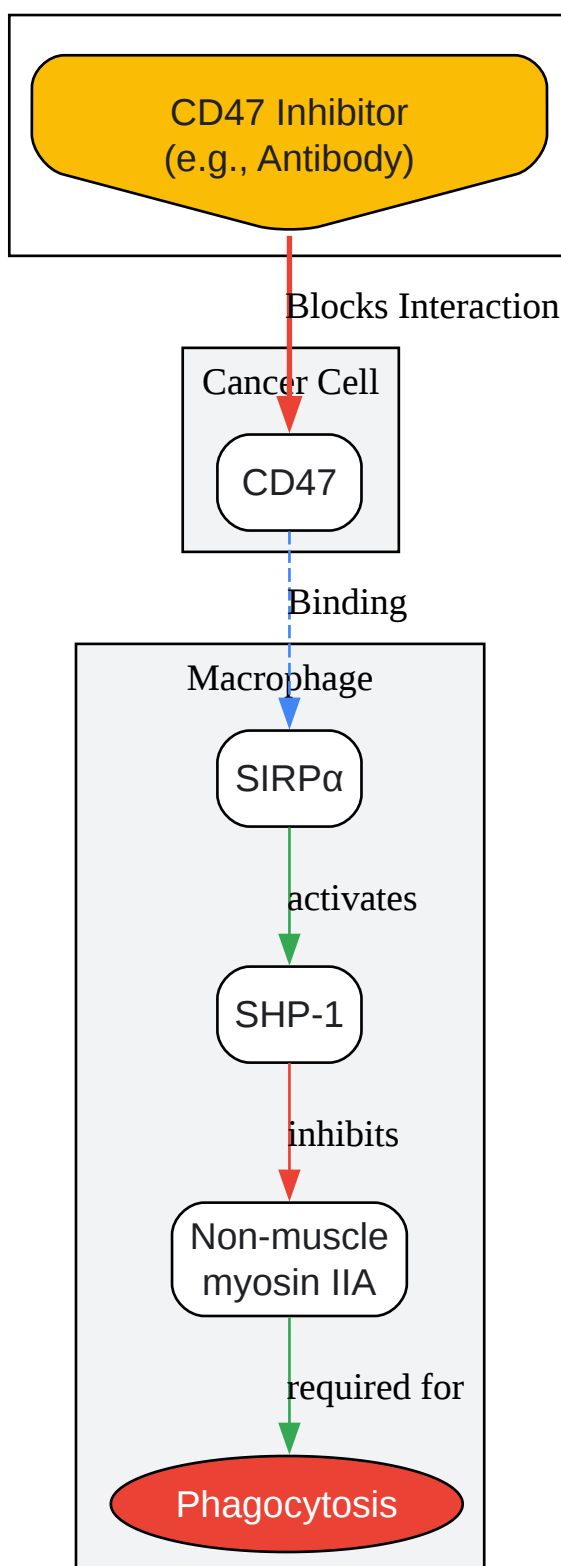 CD47 Inhibitor
(e.g., Antibody)
Blocks Interaction
Cancer Cell
CD47
Binding
Macrophage
SIRPα
activates
SHP-1
inhibits
Non-muscle
myosin IIA
required for
Phagocytosis